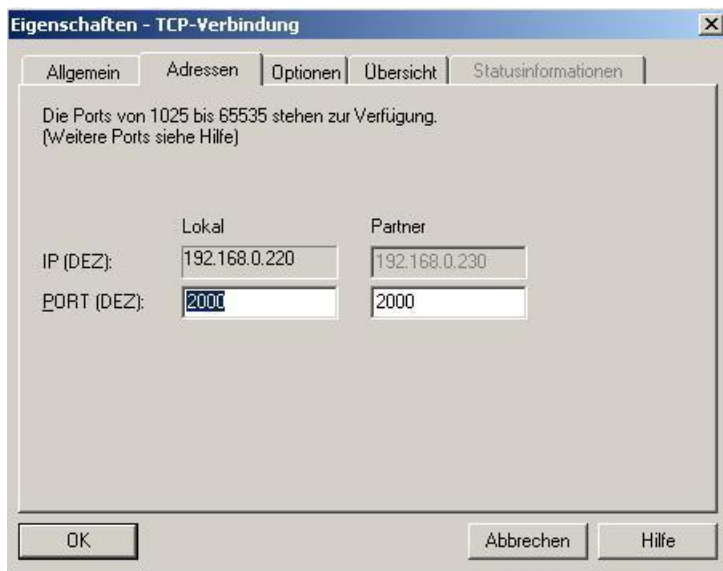 Eigenschaften - TCP-Verbindung
Allgemein Adressen Optionen Übersicht Statusinformationen
Die Ports von 1025 bis 65535 stehen zur Verfügung.
(Weitere Ports siehe Hilfe)
Lokal Partner
IP (DEZ): 192.168.0.220 192.168.0.230
PORT (DEZ): 2000 2000
OK Abbrechen Hilfe